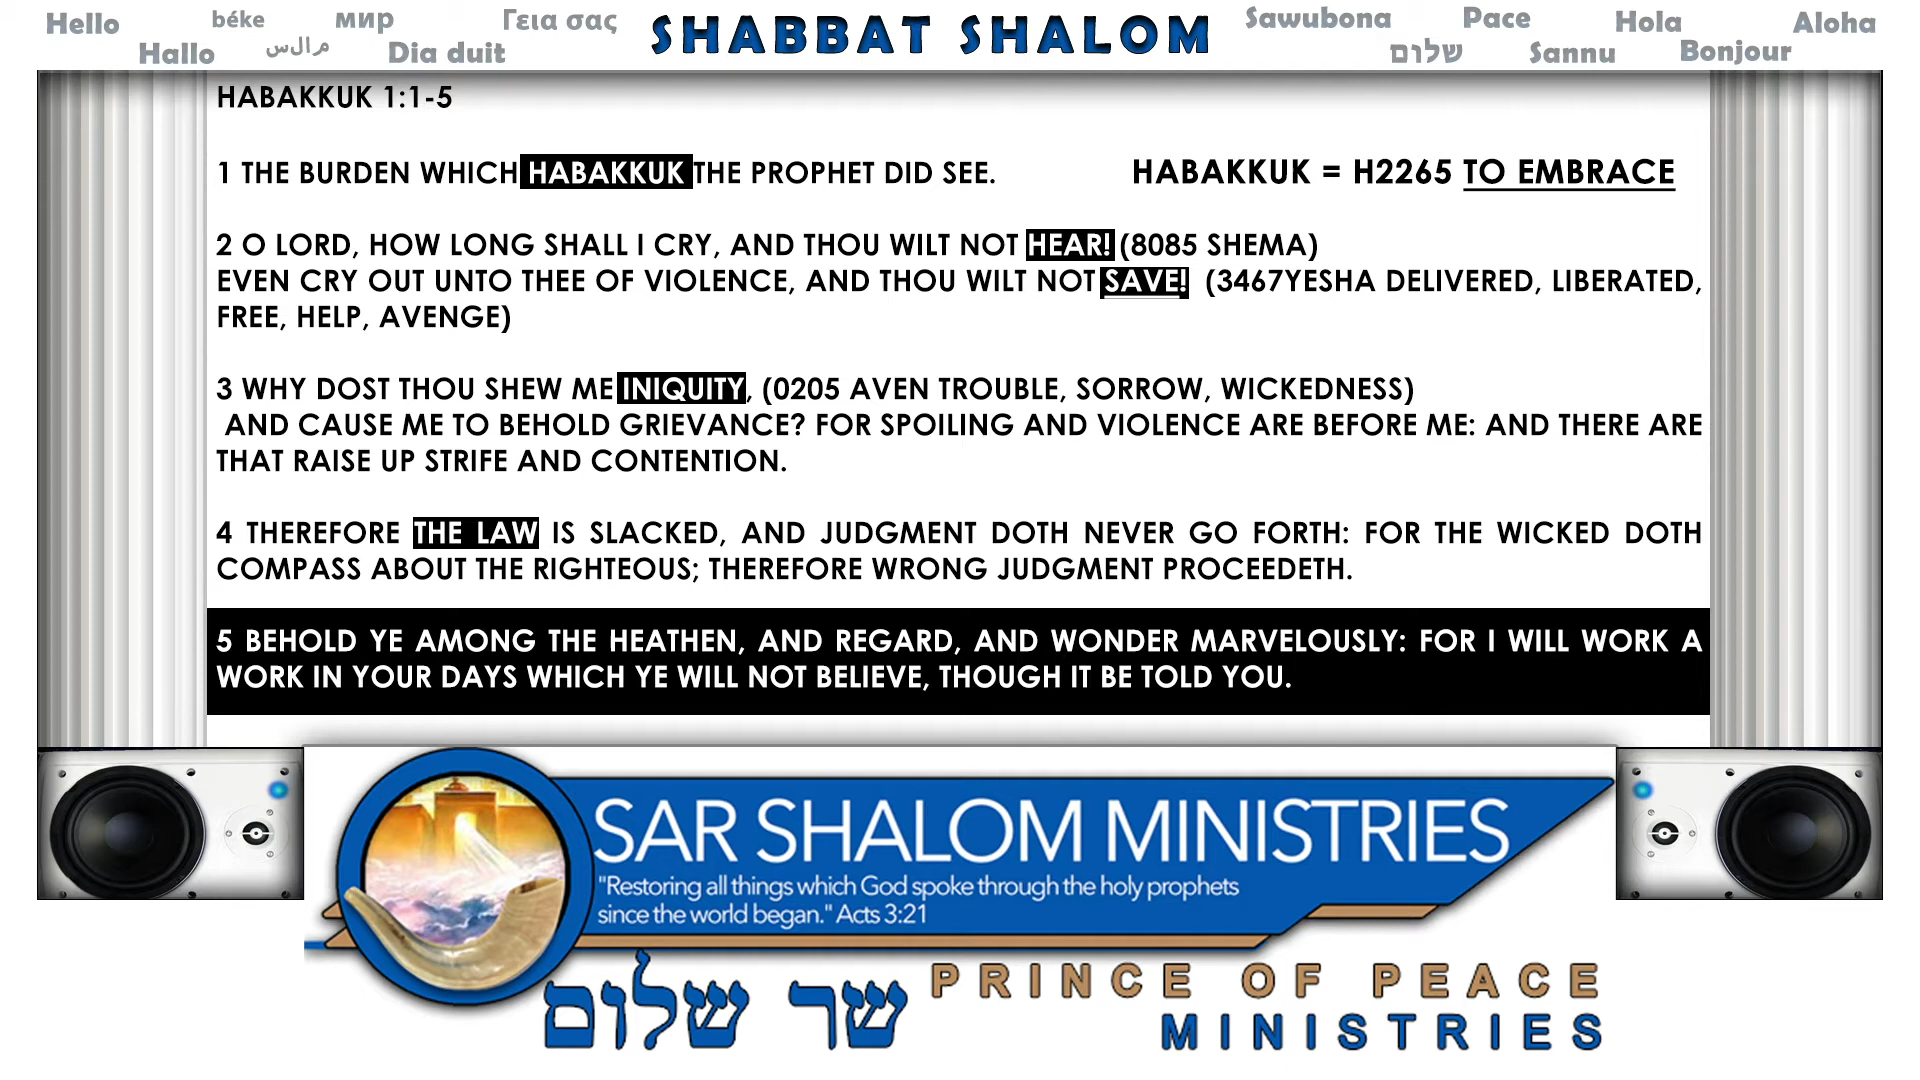 Hello béke мир Γεια σας SHABBAT SHALOM Sawubona Pace Hola Aloha
Hallo سلام Dia duit שלום Sannu Bonjour
HABAKKUK 1:1-5
1 THE BURDEN WHICH HABAKKUK THE PROPHET DID SEE. HABAKKUK = H2265 TO EMBRACE
2 O LORD, HOW LONG SHALL I CRY, AND THOU WILT NOT HEAR! (8085 SHEMA)
EVEN CRY OUT UNTO THEE OF VIOLENCE, AND THOU WILT NOT SAVE! (3467YESHA DELIVERED, LIBERATED,
FREE, HELP, AVENGE)
3 WHY DOST THOU SHEW ME INIQUITY, (0205 AVEN TROUBLE, SORROW, WICKEDNESS)
AND CAUSE ME TO BEHOLD GRIEVANCE? FOR SPOILING AND VIOLENCE ARE BEFORE ME: AND THERE ARE
THAT RAISE UP STRIFE AND CONTENTION.
4 THEREFORE THE LAW IS SLACKED, AND JUDGMENT DOTH NEVER GO FORTH: FOR THE WICKED DOTH
COMPASS ABOUT THE RIGHTEOUS; THEREFORE WRONG JUDGMENT PROCEEDETH.
5 BEHOLD YE AMONG THE HEATHEN, AND REGARD, AND WONDER MARVELOUSLY: FOR I WILL WORK A
WORK IN YOUR DAYS WHICH YE WILL NOT BELIEVE, THOUGH IT BE TOLD YOU.
SAR SHALOM MINISTRIES
"Restoring all things which God spoke through the holy prophets
since the world began." Acts 3:21
שר שלום
PRINCE OF PEACE
MINISTRIES